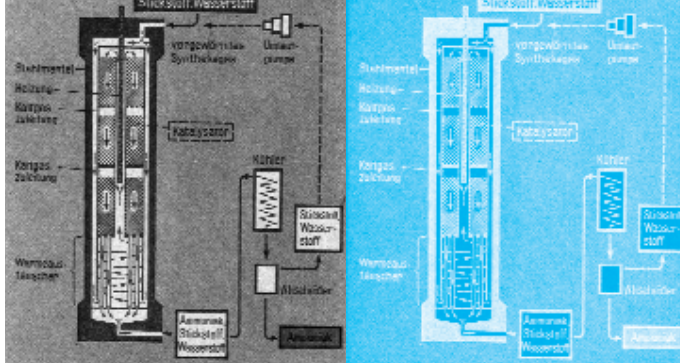 Stickstoff, Wasserstoff
vorgewärmtes
Synthesegas
Umlauf-
pumpe
Stahlmantel
Heizung
Kaltgas
Zuleitung
Katalysator
Kaltgas
Zuleitung
Kühler
Stickstoff,
Wasser-
stoff
Wärmeaus-
tauscher
Abscheider
Ammoniak,
Stickstoff,
Wasserstoff
Ammoniak
Stickstoff, Wasserstoff
vorgewärmtes
Synthesegas
Umlauf-
pumpe
Stahlmantel
Heizung
Kaltgas
Zuleitung
Katalysator
Kaltgas
Zuleitung
Kühler
Stickstoff,
Wasser-
stoff
Wärmeaus-
tauscher
Abscheider
Ammoniak,
Stickstoff,
Wasserstoff
Ammoniak